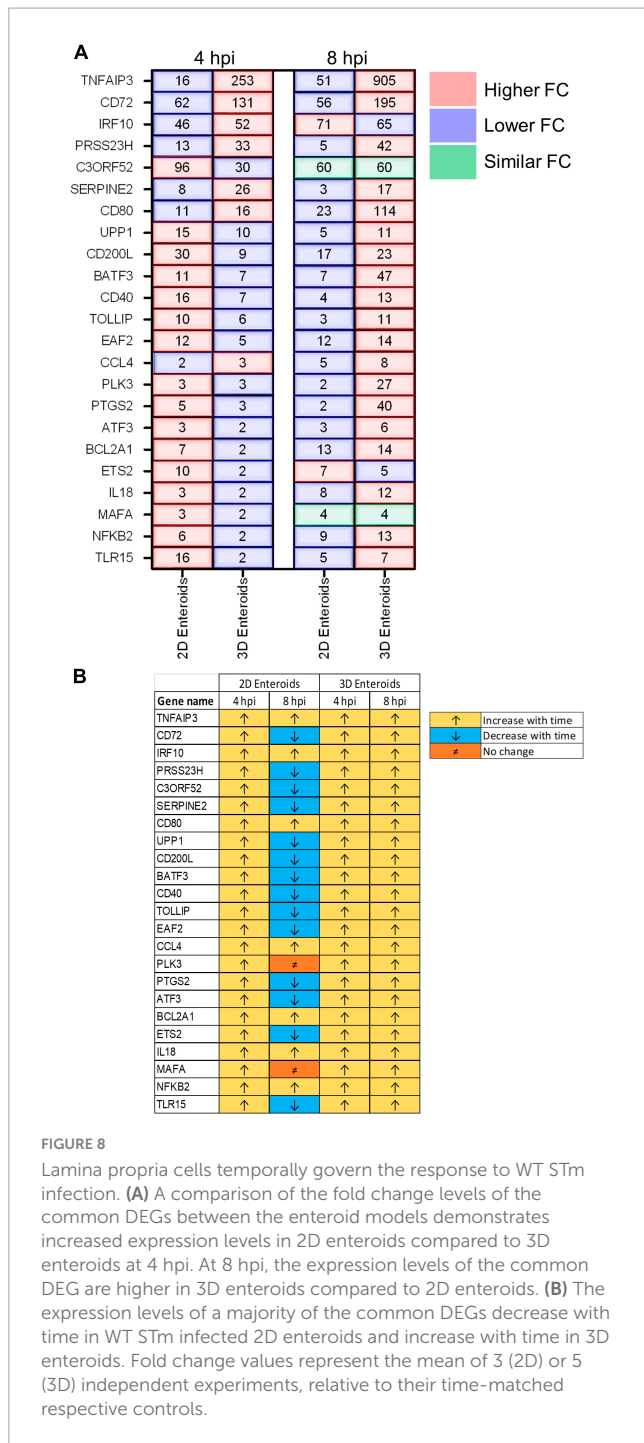 A
4 hpi 8 hpi
TNFAIP3 16 253 51 905
CD72 62 131 56 195
IRF10 46 52 71 65
PRSS23H 13 33 5 42
C3ORF52 96 30 60 60
SERPINE2 8 26 3 17
CD80 11 16 23 114
UPP1 15 10 5 11
CD200L 30 9 17 23
BATF3 11 7 7 47
CD40 16 7 4 13
TOLLIP 10 6 3 11
EAF2 12 5 12 14
CCL4 2 3 5 8
PLK3 3 3 2 27
PTGS2 5 3 2 40
ATF3 3 2 3 6
BCL2A1 7 2 13 14
ETS2 10 2 7 5
IL18 3 2 8 12
MAFA 3 2 4 4
NFKB2 6 2 9 13
TLR15 16 2 5 7
2D Enteroids 3D Enteroids 2D Enteroids 3D Enteroids
Higher FC
Lower FC
Similar FC
B
2D Enteroids 3D Enteroids
Gene name 4 hpi 8 hpi 4 hpi 8 hpi
TNFAIP3 ↑ ↑ ↑ ↑
CD72 ↑ ↓ ↑ ↑
IRF10 ↑ ↑ ↑ ↑
PRSS23H ↑ ↓ ↑ ↑
C3ORF52 ↑ ↓ ↑ ↑
SERPINE2 ↑ ↓ ↑ ↑
CD80 ↑ ↑ ↑ ↑
UPP1 ↑ ↓ ↑ ↑
CD200L ↑ ↓ ↑ ↑
BATF3 ↑ ↓ ↑ ↑
CD40 ↑ ↓ ↑ ↑
TOLLIP ↑ ↓ ↑ ↑
EAF2 ↑ ↓ ↑ ↑
CCL4 ↑ ↑ ↑ ↑
PLK3 ↑ ≠ ↑ ↑
PTGS2 ↑ ↓ ↑ ↑
ATF3 ↑ ↓ ↑ ↑
BCL2A1 ↑ ↑ ↑ ↑
ETS2 ↑ ↓ ↑ ↑
IL18 ↑ ↑ ↑ ↑
MAFA ↑ ≠ ↑ ↑
NFKB2 ↑ ↑ ↑ ↑
TLR15 ↑ ↓ ↑ ↑
↑ Increase with time
↓ Decrease with time
≠ No change
FIGURE 8
Lamina propria cells temporally govern the response to WT STm
infection. (A) A comparison of the fold change levels of the
common DEGs between the enteroid models demonstrates
increased expression levels in 2D enteroids compared to 3D
enteroids at 4 hpi. At 8 hpi, the expression levels of the common
DEG are higher in 3D enteroids compared to 2D enteroids. (B) The
expression levels of a majority of the common DEGs decrease with
time in WT STm infected 2D enteroids and increase with time in 3D
enteroids. Fold change values represent the mean of 3 (2D) or 5
(3D) independent experiments, relative to their time-matched
respective controls.